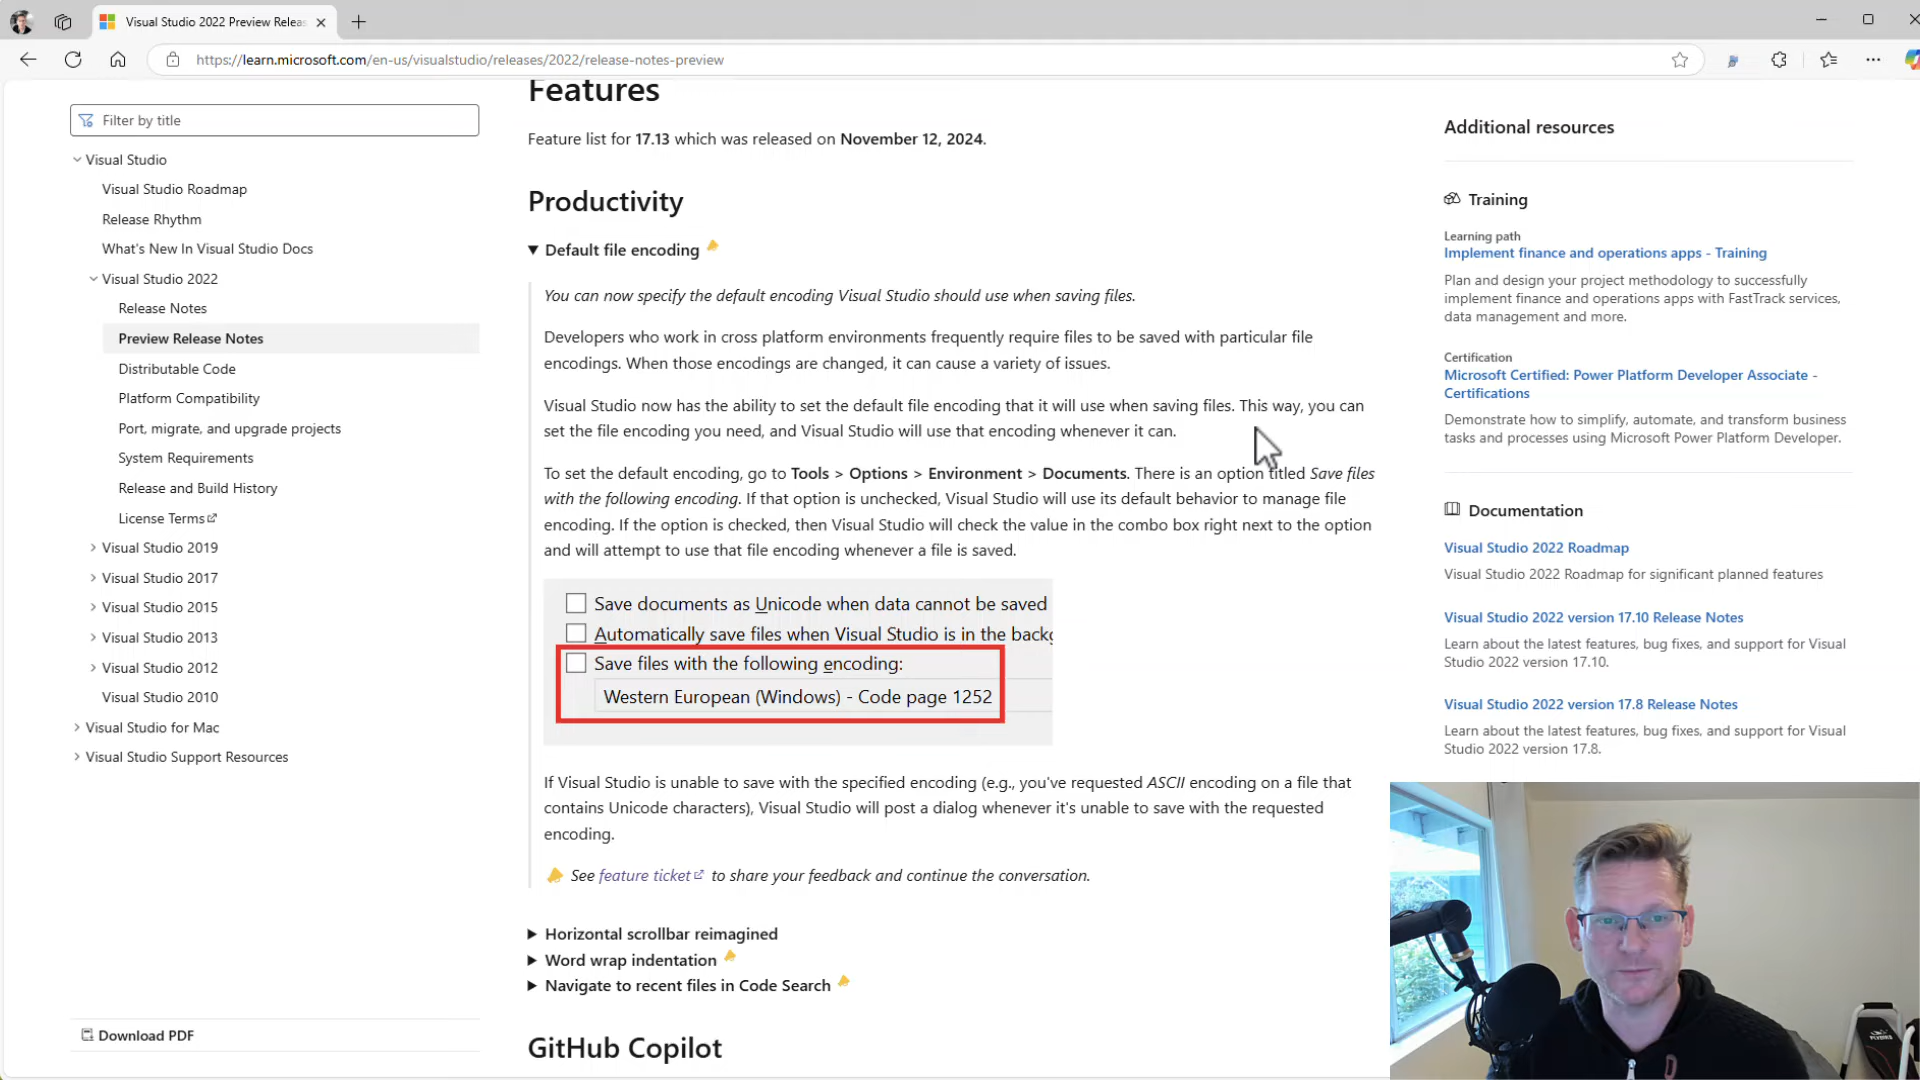 Visual Studio 2022 Preview Relea
https://learn.microsoft.com/en-us/visualstudio/releases/2022/release-notes-preview
Filter by title
Visual Studio
Visual Studio Roadmap
Release Rhythm
What's New In Visual Studio Docs
Visual Studio 2022
Release Notes
Preview Release Notes
Distributable Code
Platform Compatibility
Port, migrate, and upgrade projects
System Requirements
Release and Build History
License Terms
Visual Studio 2019
Visual Studio 2017
Visual Studio 2015
Visual Studio 2013
Visual Studio 2012
Visual Studio 2010
Visual Studio for Mac
Visual Studio Support Resources
Download PDF
Features
Feature list for 17.13 which was released on November 12, 2024.
Productivity
Default file encoding
You can now specify the default encoding Visual Studio should use when saving files.
Developers who work in cross platform environments frequently require files to be saved with particular file
encodings. When those encodings are changed, it can cause a variety of issues.
Visual Studio now has the ability to set the default file encoding that it will use when saving files. This way, you can
set the file encoding you need, and Visual Studio will use that encoding whenever it can.
To set the default encoding, go to Tools > Options > Environment > Documents. There is an option titled Save files
with the following encoding. If that option is unchecked, Visual Studio will use its default behavior to manage file
encoding. If the option is checked, then Visual Studio will check the value in the combo box right next to the option
and will attempt to use that file encoding whenever a file is saved.
Save documents as Unicode when data cannot be saved
Automatically save files when Visual Studio is in the backg
Save files with the following encoding:
Western European (Windows) - Code page 1252
If Visual Studio is unable to save with the specified encoding (e.g., you've requested ASCII encoding on a file that
contains Unicode characters), Visual Studio will post a dialog whenever it's unable to save with the requested
encoding.
See feature ticket to share your feedback and continue the conversation.
Horizontal scrollbar reimagined
Word wrap indentation
Navigate to recent files in Code Search
GitHub Copilot
Additional resources
Training
Learning path
Implement finance and operations apps - Training
Plan and design your project methodology to successfully
implement finance and operations apps with FastTrack services,
data management and more.
Certification
Microsoft Certified: Power Platform Developer Associate -
Certifications
Demonstrate how to simplify, automate, and transform business
tasks and processes using Microsoft Power Platform Developer.
Documentation
Visual Studio 2022 Roadmap
Visual Studio 2022 Roadmap for significant planned features
Visual Studio 2022 version 17.10 Release Notes
Learn about the latest features, bug fixes, and support for Visual
Studio 2022 version 17.10.
Visual Studio 2022 version 17.8 Release Notes
Learn about the latest features, bug fixes, and support for Visual
Studio 2022 version 17.8.